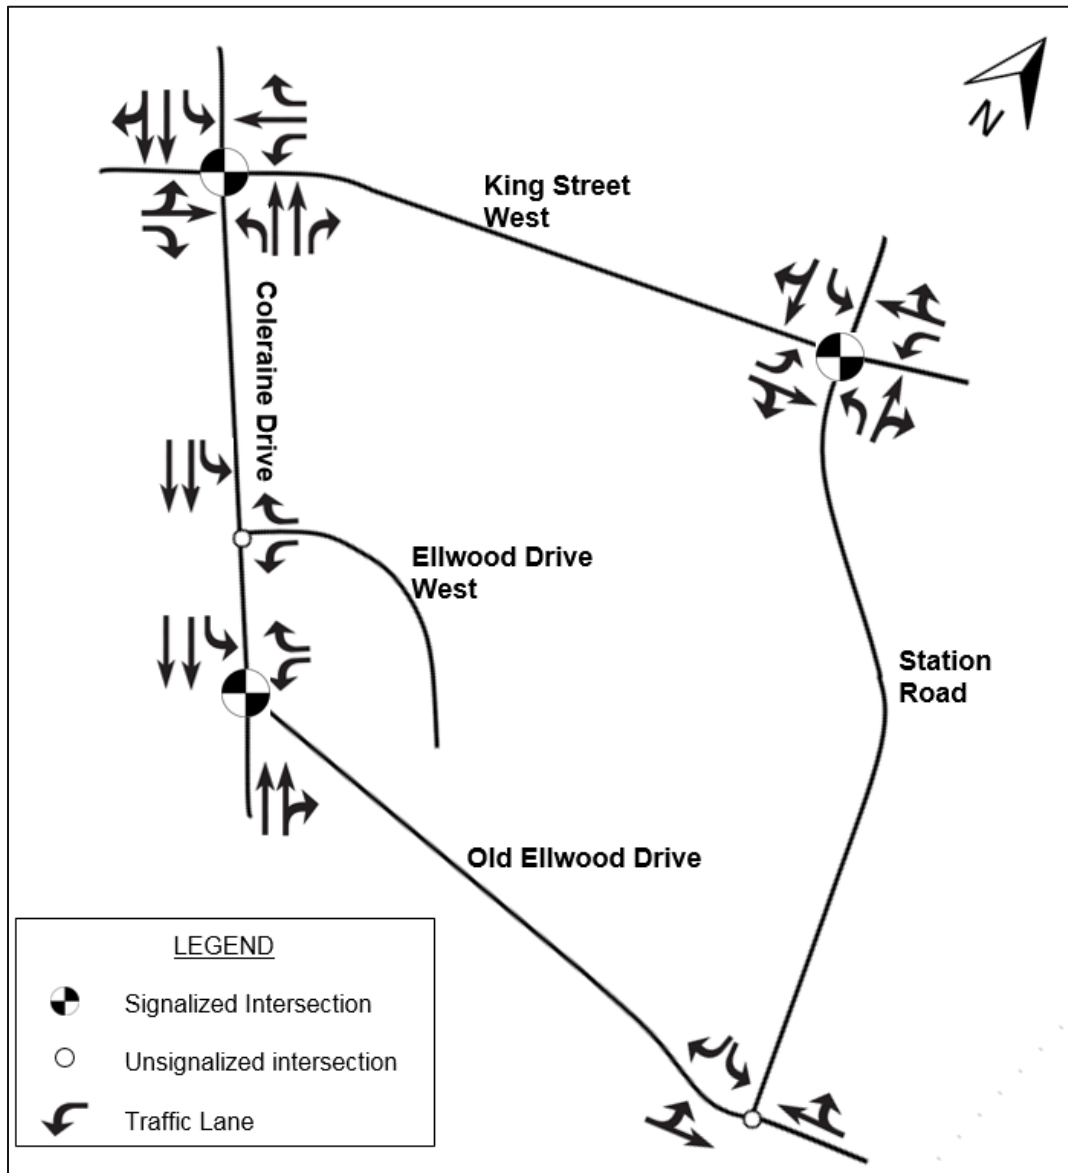 N
King Street
West
Coleraine Drive
Ellwood Drive
West
Station
Road
Old Ellwood Drive
LEGEND
Signalized Intersection
Unsignalized intersection
Traffic Lane